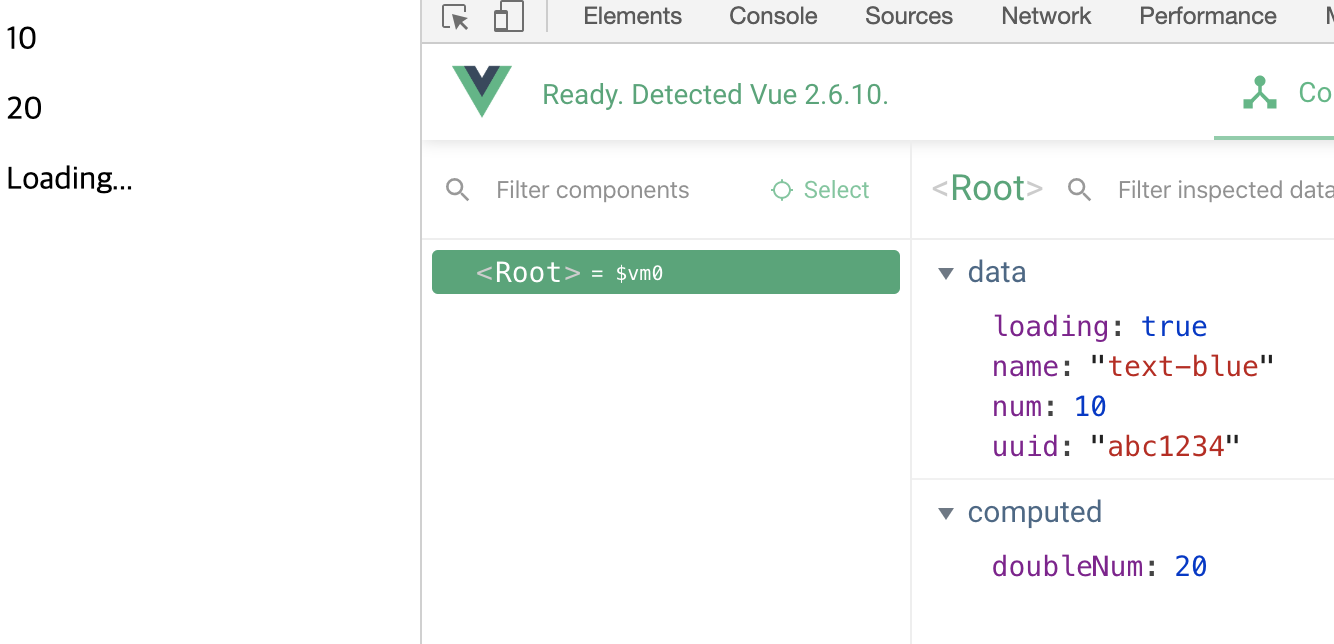 10
20
Loading...
Elements Console Sources Network Performance
Ready. Detected Vue 2.6.10.
Co
Filter components Select
<Root> = $vm0
<Root> Filter inspected data
data
loading: true
name: "text-blue"
num: 10
uuid: "abc1234"
computed
doubleNum: 20